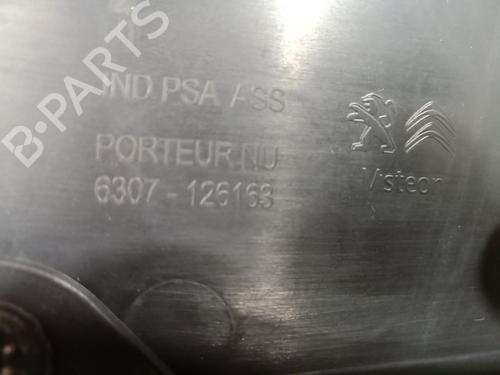 IND PSA ASS
PORTEUR NU
6307-126163
Visteon
B-PARTS